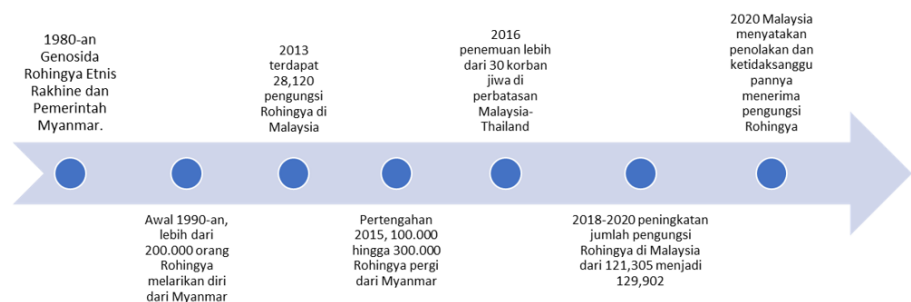 1980-an
Genosida
Rohingya Etnis
Rakhine dan
Pemerintah
Myanmar.
Awal 1990-an,
lebih dari
200.000 orang
Rohingya
melarikan diri
dari Myanmar
2013
terdapat
28,120
pengungsi
Rohingya di
Malaysia
Pertengahan
2015, 100.000
hingga 300.000
Rohingya pergi
dari Myanmar
2016
penemuan lebih
dari 30 korban
jiwa di
perbatasan
Malaysia-
Thailand
2018-2020 peningkatan
jumlah pengungsi
Rohingya di Malaysia
dari 121,305 menjadi
129,902
2020 Malaysia
menyatakan
penolakan dan
ketidaksanggu
pannya
menerima
pengungsi
Rohingya